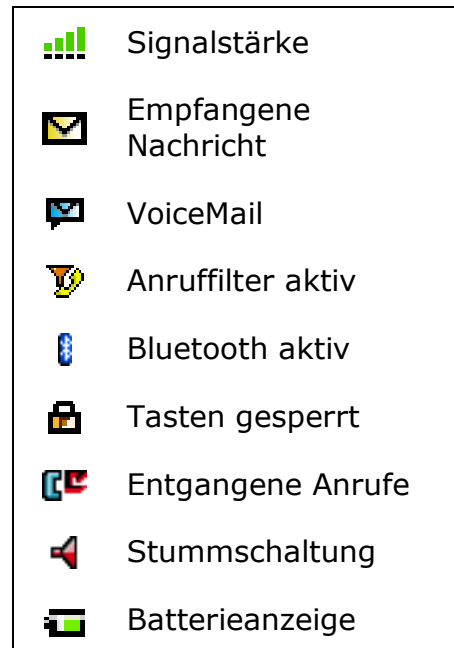 Signalstärke
Empfangene
Nachricht
VoiceMail
Anruffilter aktiv
Bluetooth aktiv
Tasten gesperrt
Entgangene Anrufe
Stummschaltung
Batterieanzeige